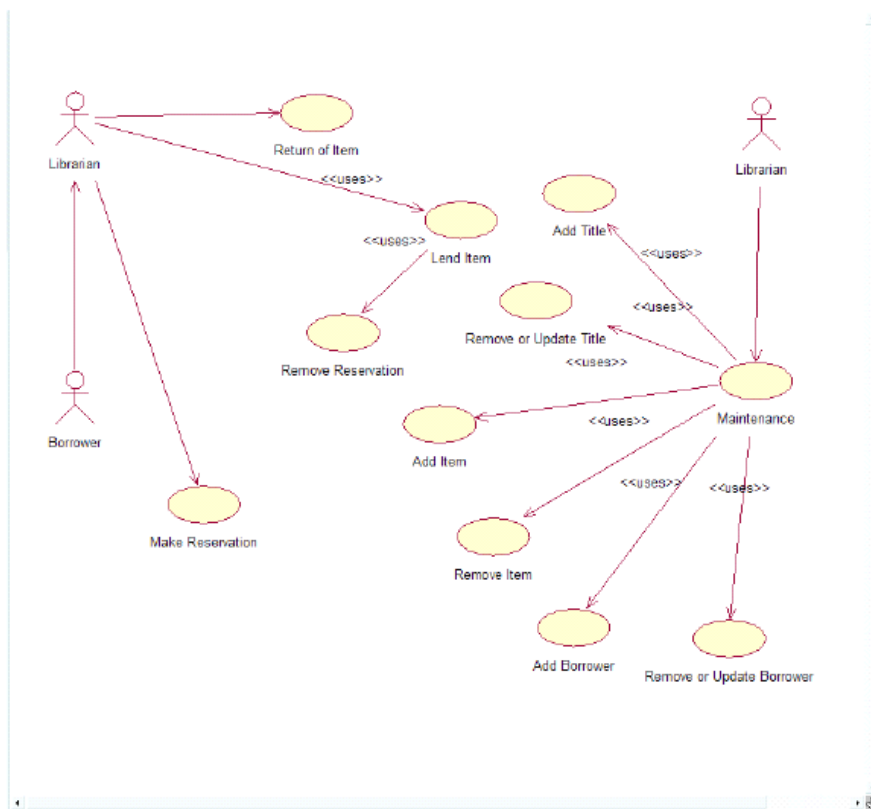 Return of Item
Librarian
<<uses>>
Librarian
Add Title
<<uses>>
Lend Item
<<uses>>
<<uses>>
Remove or Update Title
<<uses>>
Remove Reservation
Maintenance
<<uses>>
Borrower
Add Item
<<uses>>
<<uses>>
Make Reservation
Remove Item
Add Borrower
Remove or Update Borrower